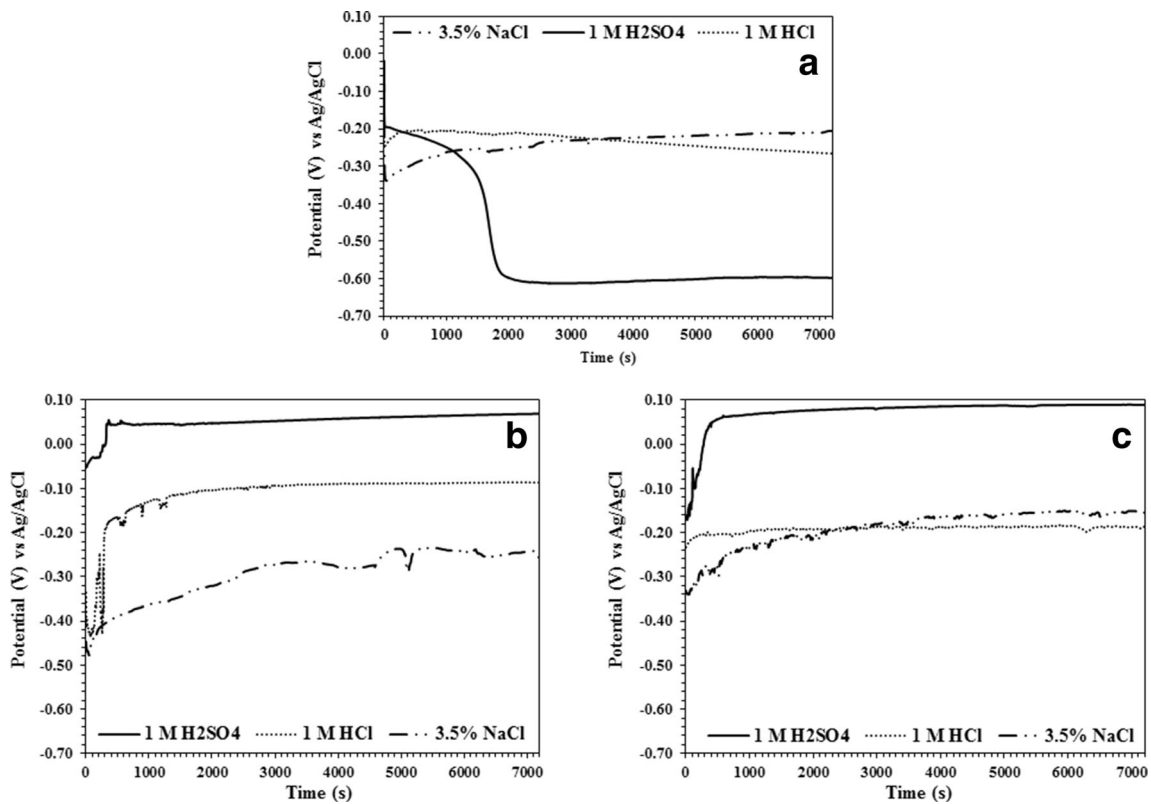 3.5% NaCl 1 M H2SO4 1 M HCl
a
Potential (V) vs Ag/AgCl
0.10
0.00
-0.10
-0.20
-0.30
-0.40
-0.50
-0.60
-0.70
0 1000 2000 3000 4000 5000 6000 7000
Time (s)
b
Potential (V) vs Ag/AgCl
0.10
0.00
-0.10
-0.20
-0.30
-0.40
-0.50
-0.60
-0.70
1 M H2SO4 1 M HCl 3.5% NaCl
0 1000 2000 3000 4000 5000 6000 7000
Time (s)
c
Potential (V) vs Ag/AgCl
0.10
0.00
-0.10
-0.20
-0.30
-0.40
-0.50
-0.60
-0.70
1 M H2SO4 1 M HCl 3.5% NaCl
0 1000 2000 3000 4000 5000 6000 7000
Time (s)